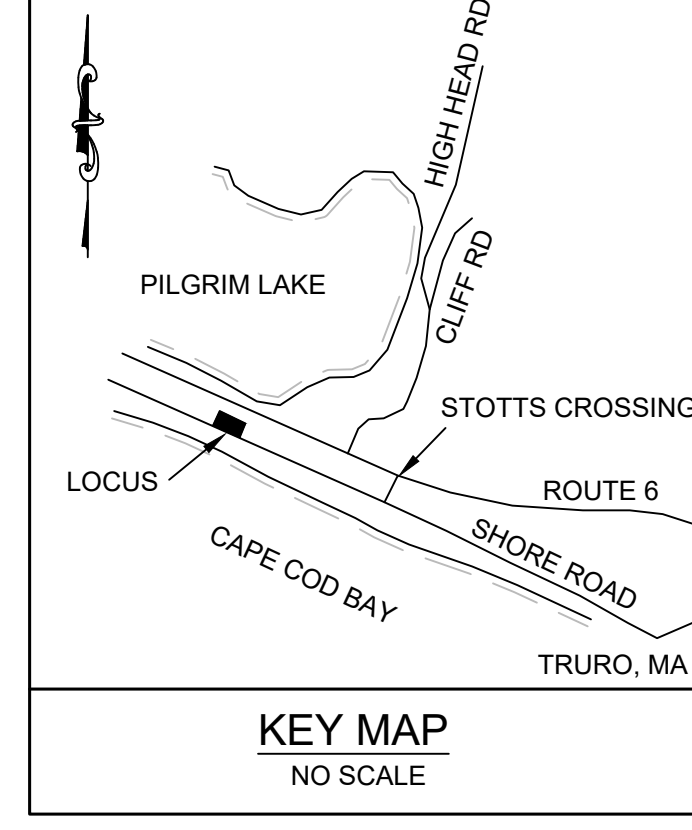 HIGH HEAD RD
CLIFF RD
PILGRIM LAKE
STOTTS CROSSING
LOCUS
ROUTE 6
SHORE ROAD
CAPE COD BAY
TRURO, MA
KEY MAP
NO SCALE